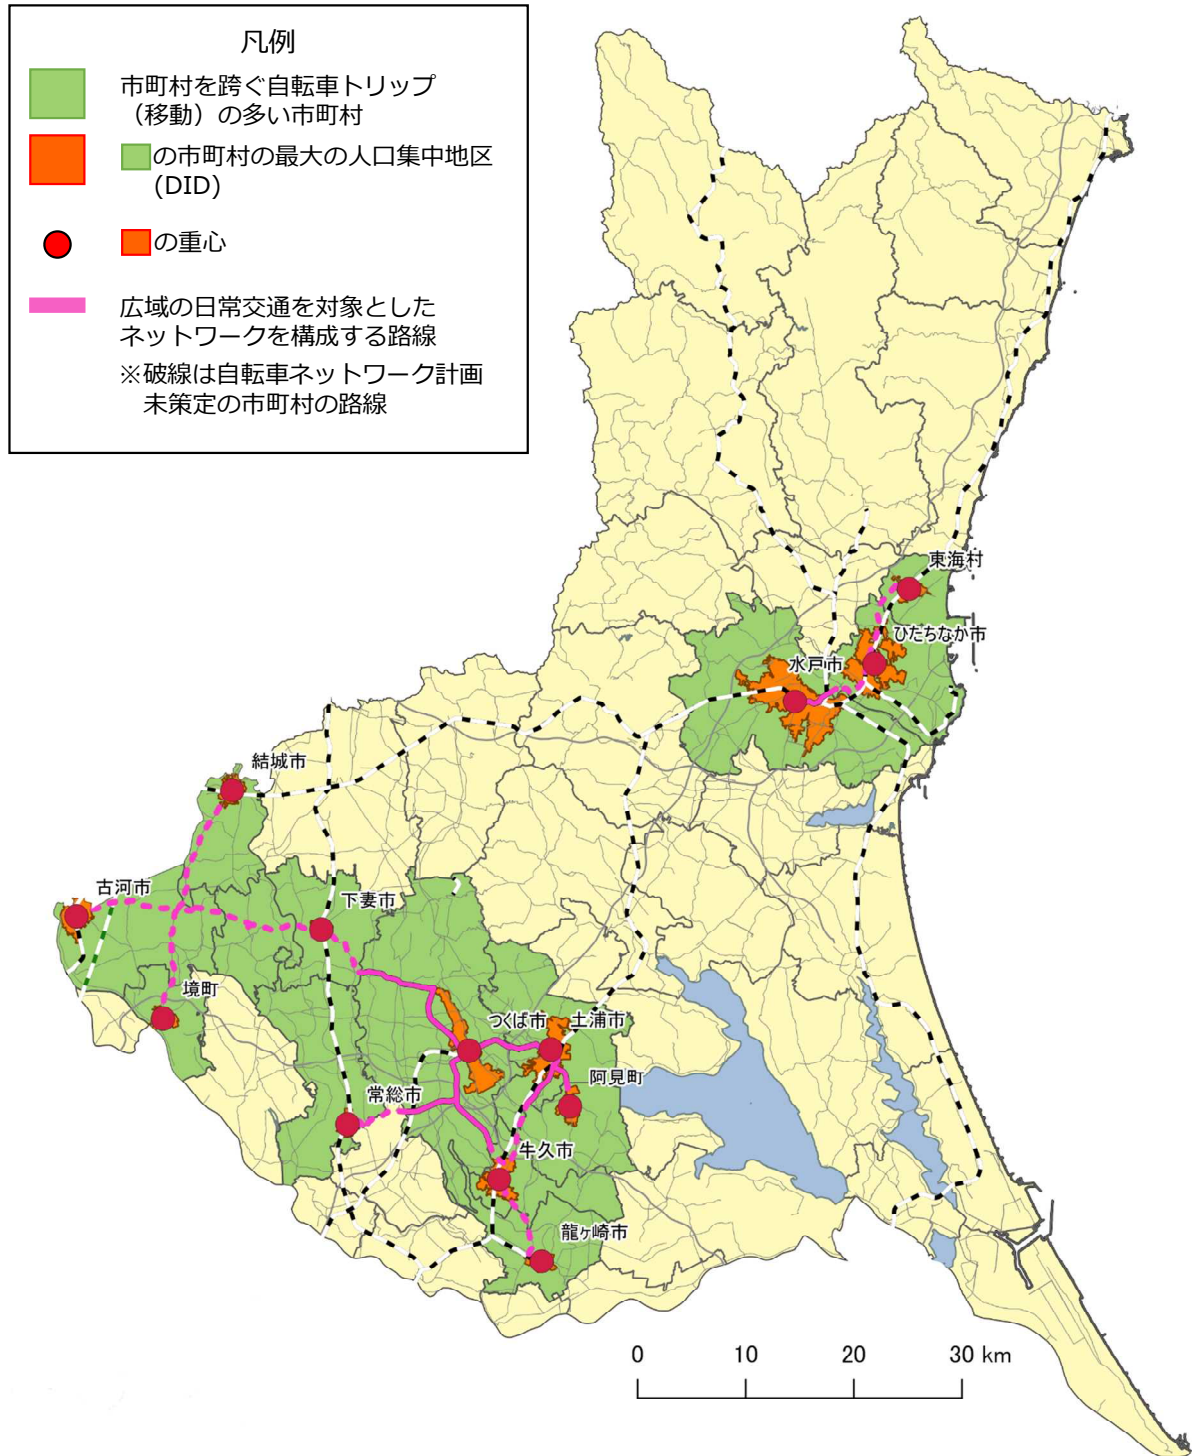 凡例
市町村を跨ぐ自転車トリップ
（移動）の多い市町村
の市町村の最大の人口集中地区
(DID)
の重心
広域の日常交通を対象とした
ネットワークを構成する路線
※破線は自転車ネットワーク計画
未策定の市町村の路線
東海村
ひたちなか市
水戸市
結城市
古河市
下妻市
境町
つくば市
土浦市
阿見町
常総市
牛久市
龍ヶ崎市
0 10 20 30 km